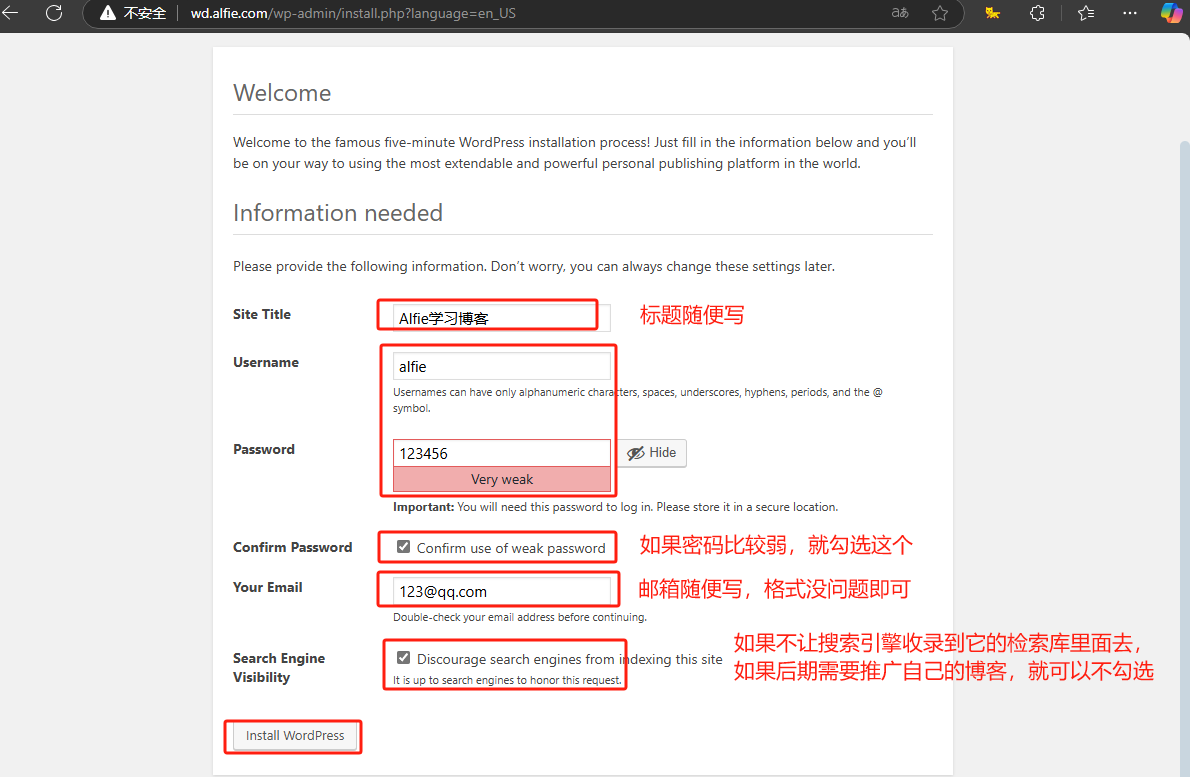 不安全 wd.alfie.com/wp-admin/install.php?language=en_US aあ
Welcome
Welcome to the famous five-minute WordPress installation process! Just fill in the information below and you’ll
be on your way to using the most extendable and powerful personal publishing platform in the world.
Information needed
Please provide the following information. Don’t worry, you can always change these settings later.
Site Title Alfie学习博客 标题随便写
Username alfie
Usernames can have only alphanumeric characters, spaces, underscores, hyphens, periods, and the @
symbol.
Password 123456 Hide
Very weak
Important: You will need this password to log in. Please store it in a secure location.
Confirm Password Confirm use of weak password 如果密码比较弱，就勾选这个
Your Email 123@qq.com 邮箱随便写，格式没问题即可
Double-check your email address before continuing.
Search Engine
Visibility
Discourage search engines from indexing this site
It is up to search engines to honor this request.
如果不让搜索引擎收录到它的检索库里面去，
如果后期需要推广自己的博客，就可以不勾选
Install WordPress